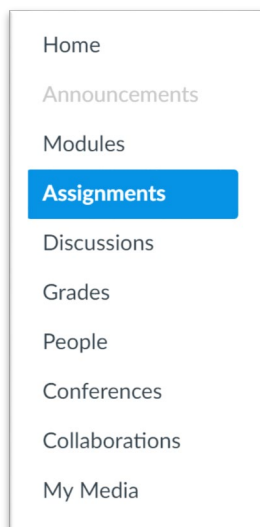 Home
Announcements
Modules
Assignments
Discussions
Grades
People
Conferences
Collaborations
My Media